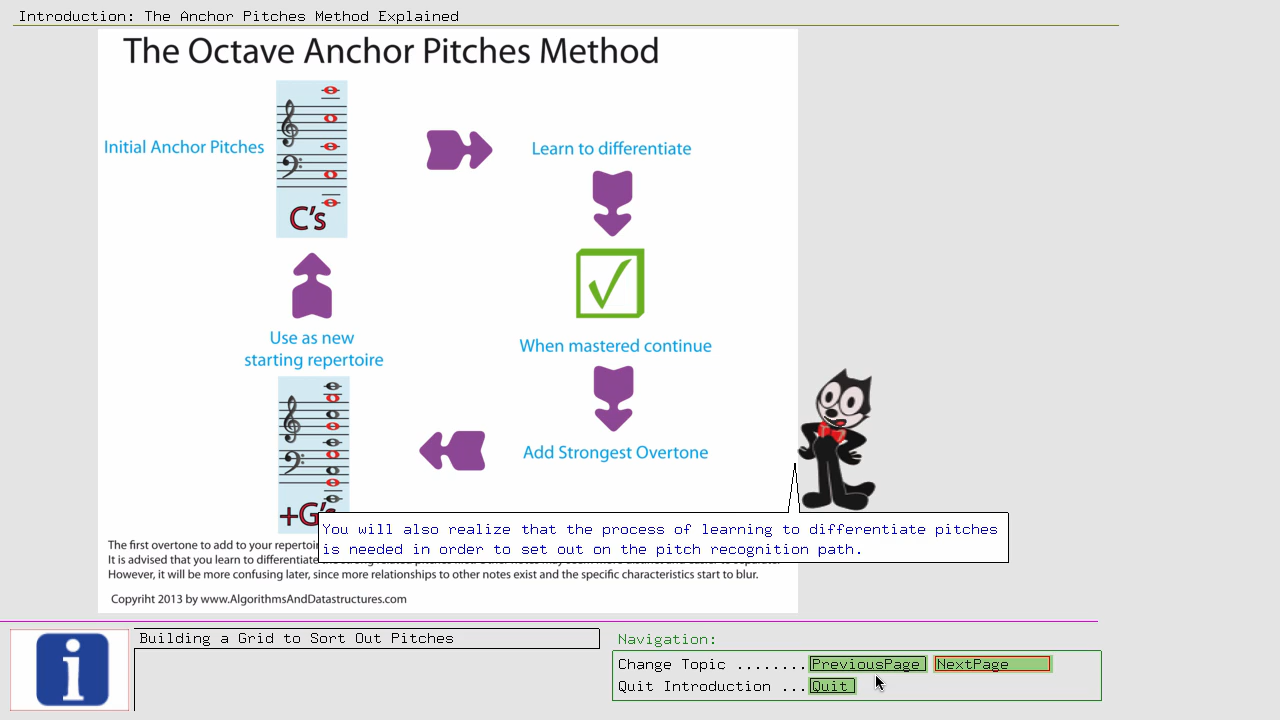 Introduction: The Anchor Pitches Method Explained
The Octave Anchor Pitches Method
Initial Anchor Pitches
C's
Learn to differentiate
When mastered continue
Add Strongest Overtone
Use as new
starting repertoire
+G's
You will also realize that the process of learning to differentiate pitches
is needed in order to set out on the pitch recognition path.
The first overtone to add to your repertoir
It is advised that you learn to differentiate
However, it will be more confusing later, since more relationships to other notes exist and the specific characteristics start to blur.
Copyriht 2013 by www.AlgorithmsAndDatastructures.com
i
Building a Grid to Sort Out Pitches
Navigation:
Change Topic ........ PreviousPage NextPage
Quit Introduction ... Quit